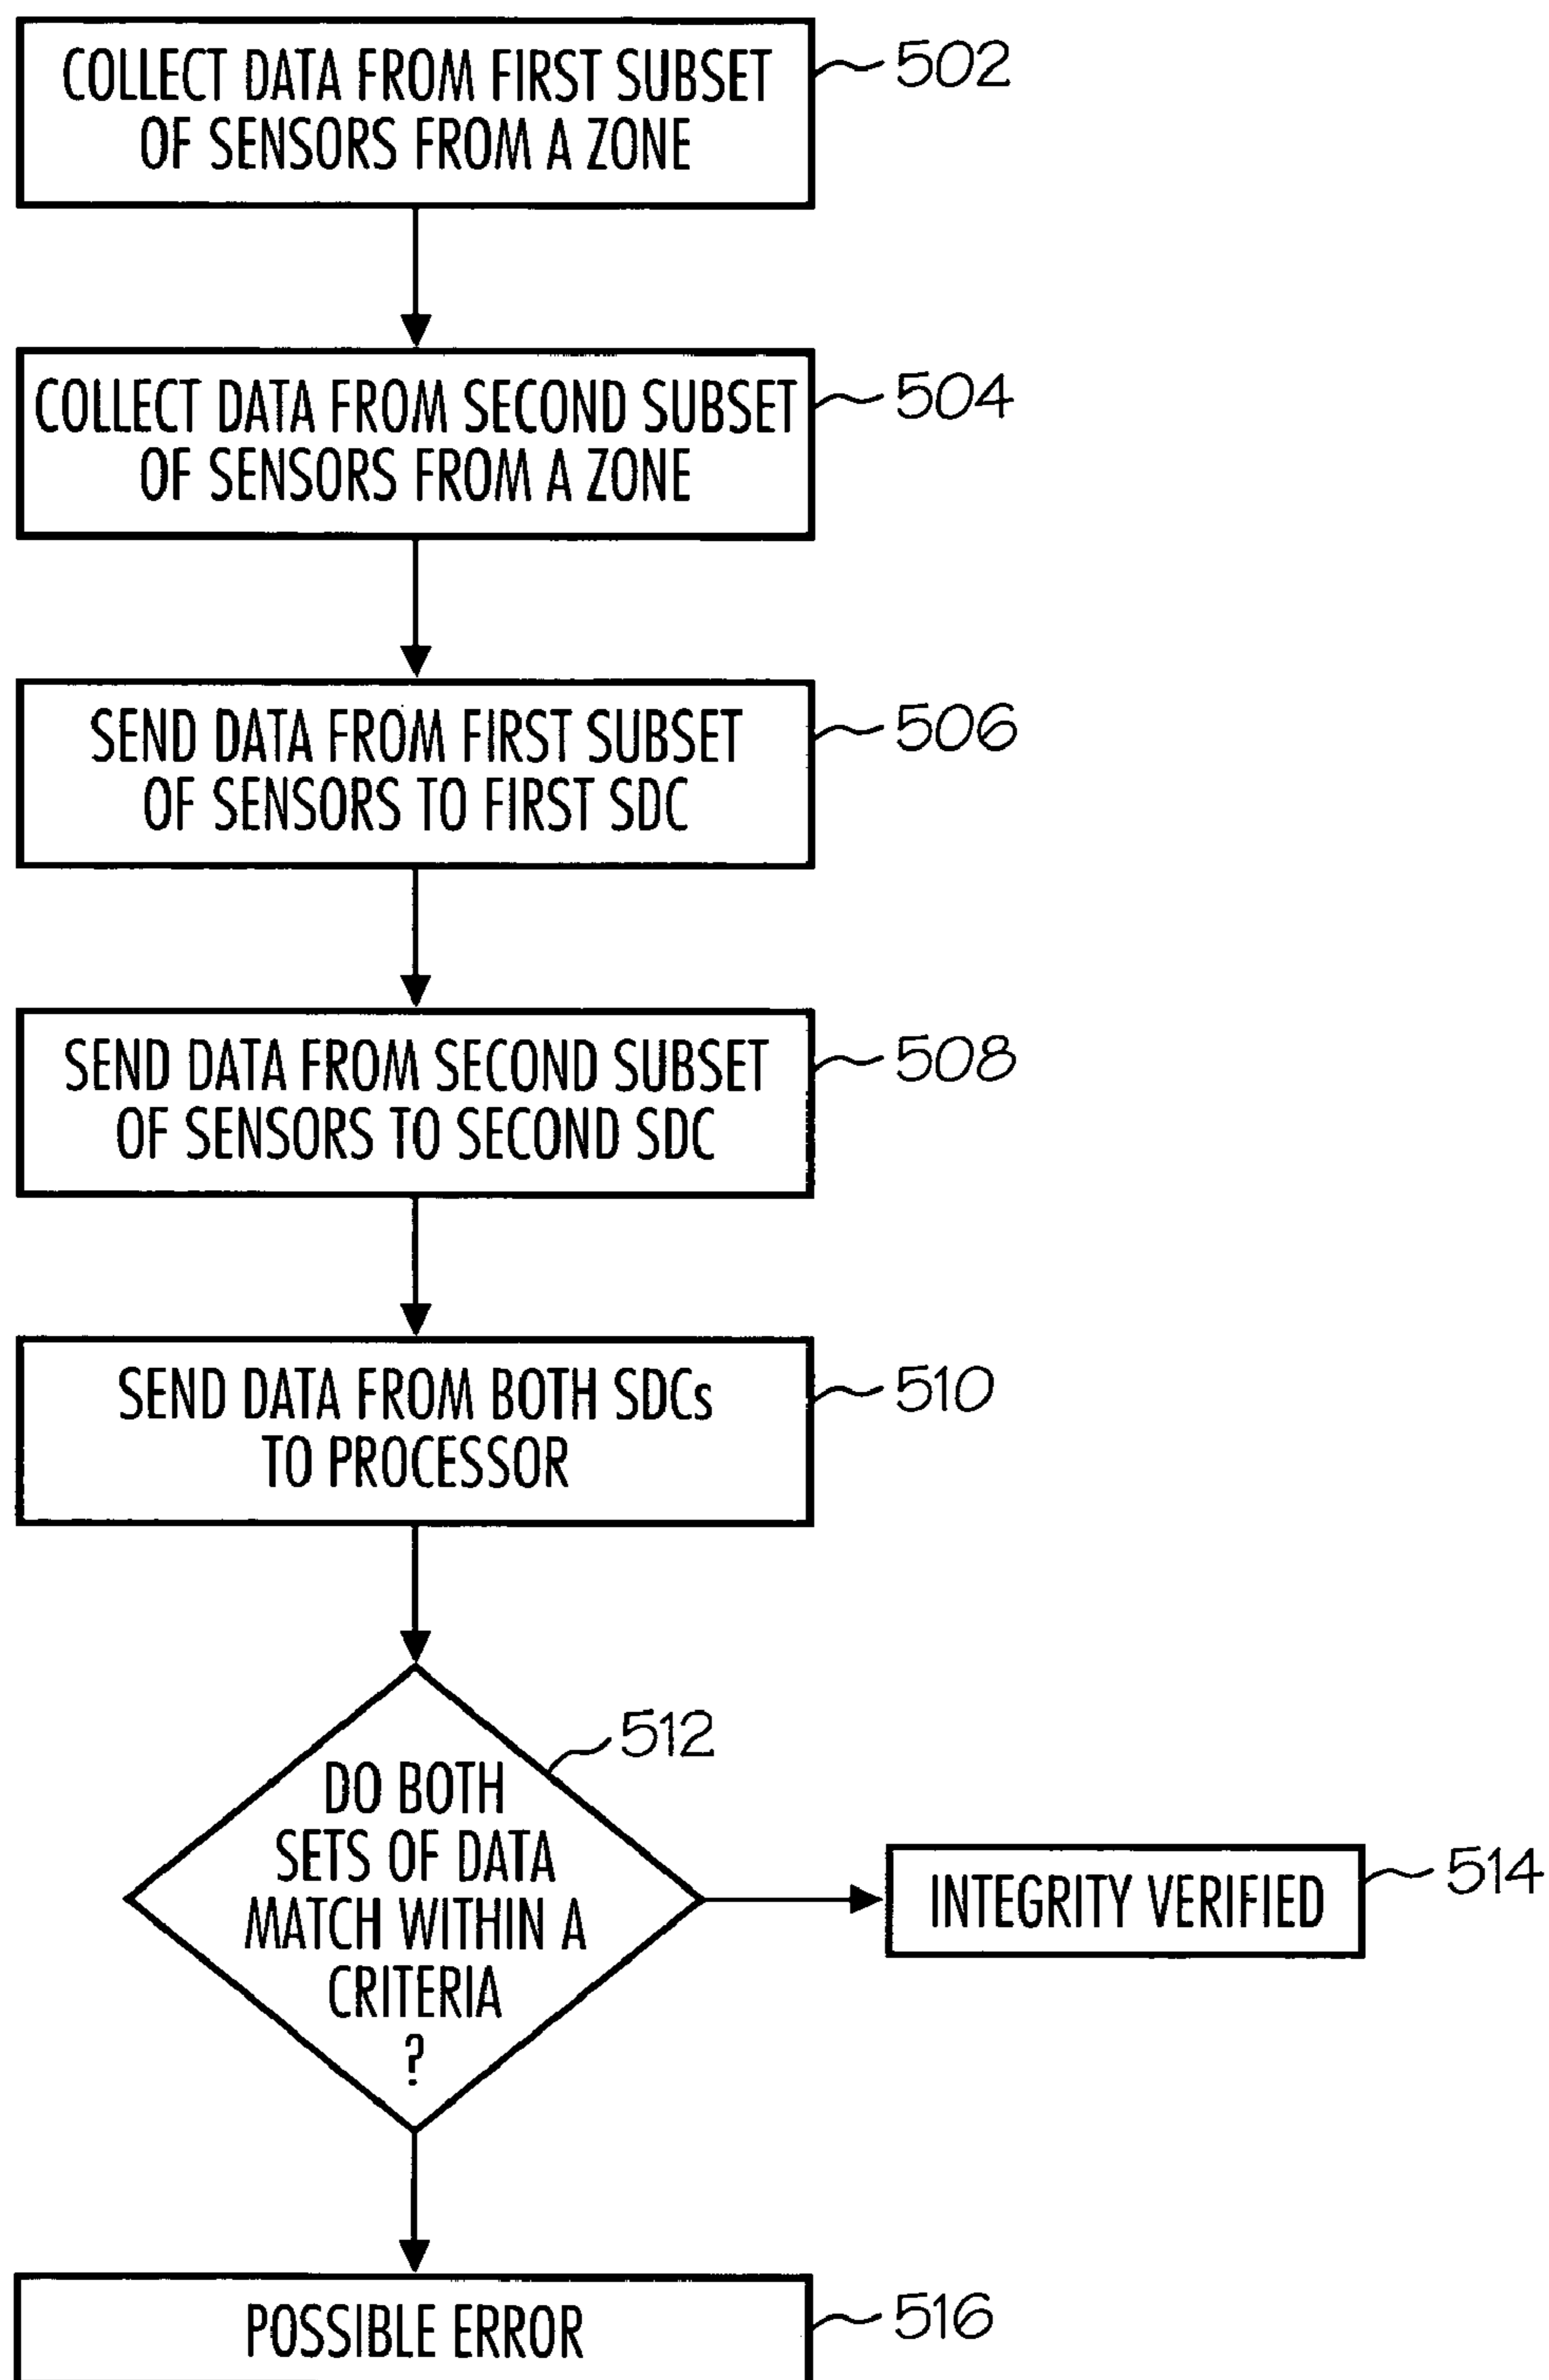 COLLECT DATA FROM FIRST SUBSET
OF SENSORS FROM A ZONE
502
COLLECT DATA FROM SECOND SUBSET
OF SENSORS FROM A ZONE
504
SEND DATA FROM FIRST SUBSET
OF SENSORS TO FIRST SDC
506
SEND DATA FROM SECOND SUBSET
OF SENSORS TO SECOND SDC
508
SEND DATA FROM BOTH SDCs
TO PROCESSOR
510
512
DO BOTH
SETS OF DATA
MATCH WITHIN A
CRITERIA
?
INTEGRITY VERIFIED
514
POSSIBLE ERROR
516